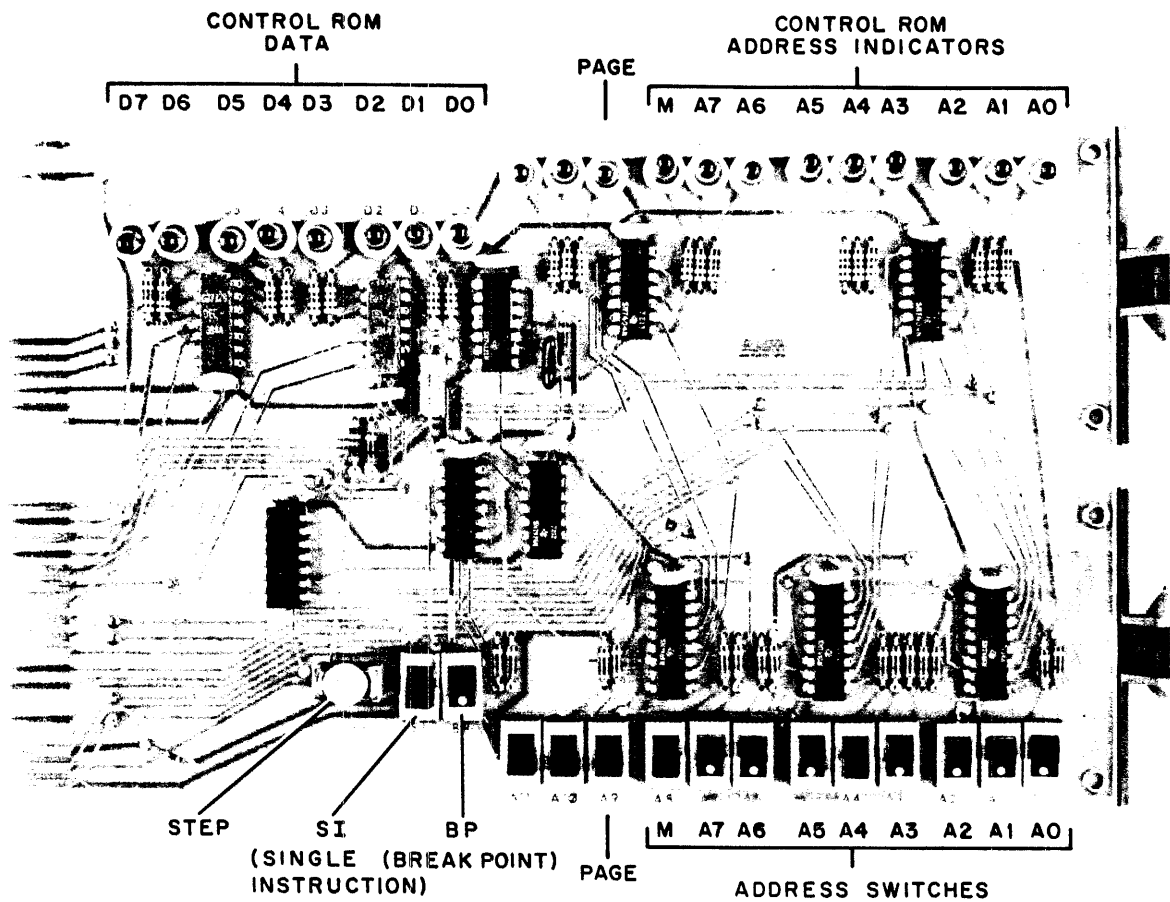 CONTROL ROM
DATA
CONTROL ROM
ADDRESS INDICATORS
PAGE
D7 D6 D5 D4 D3 D2 D1 D0
M A7 A6 A5 A4 A3 A2 A1 A0
D2
STEP
SI
(SINGLE
INSTRUCTION)
BP
(BREAK POINT)
PAGE
M A7 A6 A5 A4 A3 A2 A1 A0
ADDRESS SWITCHES